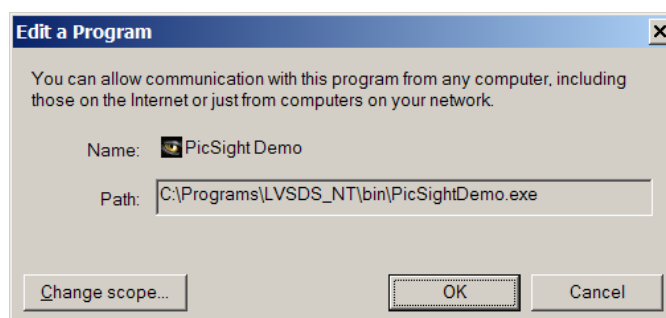 Edit a Program
You can allow communication with this program from any computer, including
those on the Internet or just from computers on your network.
Name: PicSight Demo
Path: C:\Programs\LVSDS_NT\bin\PicSightDemo.exe
Change scope... OK Cancel